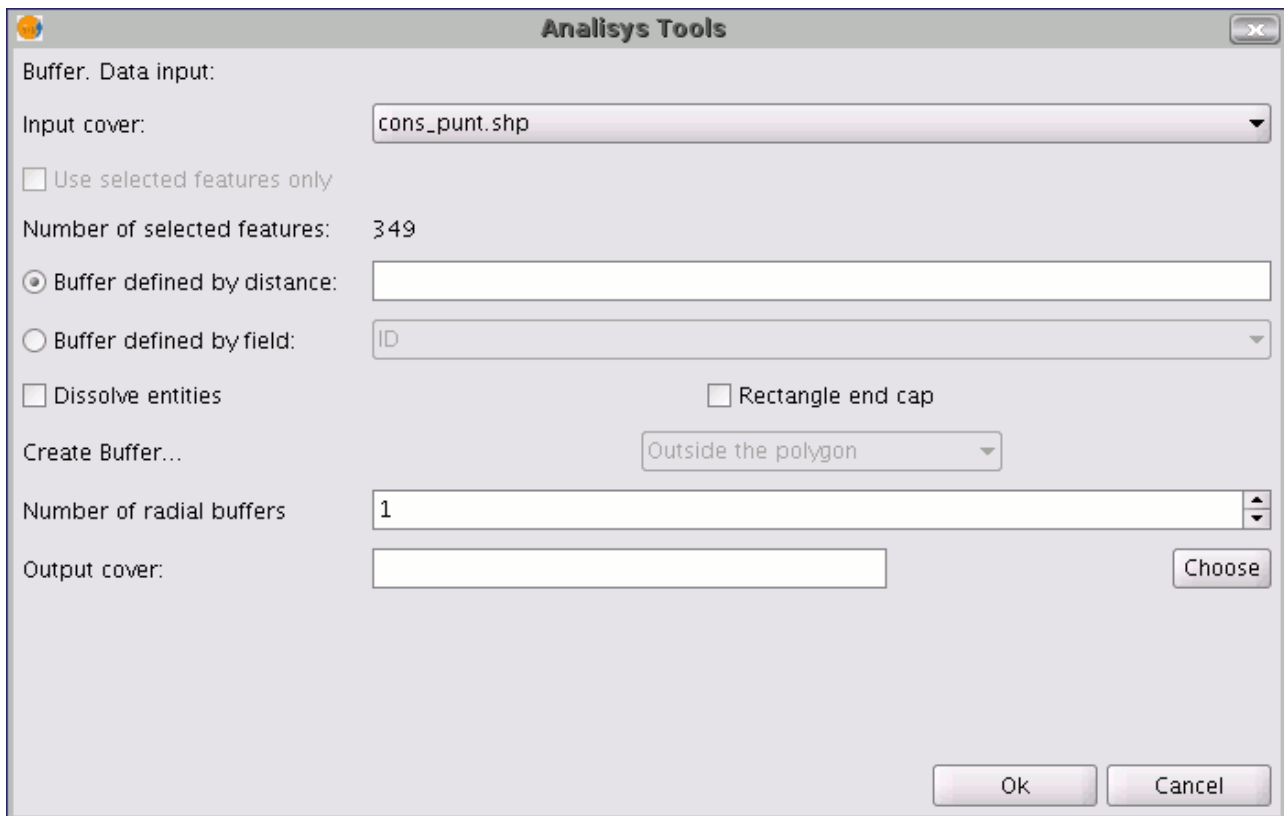 Analisys Tools
Buffer. Data input:
Input cover: cons_punt.shp
Use selected features only
Number of selected features: 349
Buffer defined by distance:
Buffer defined by field: ID
Dissolve entities Rectangle end cap
Create Buffer... Outside the polygon
Number of radial buffers 1
Output cover: Choose
Ok Cancel